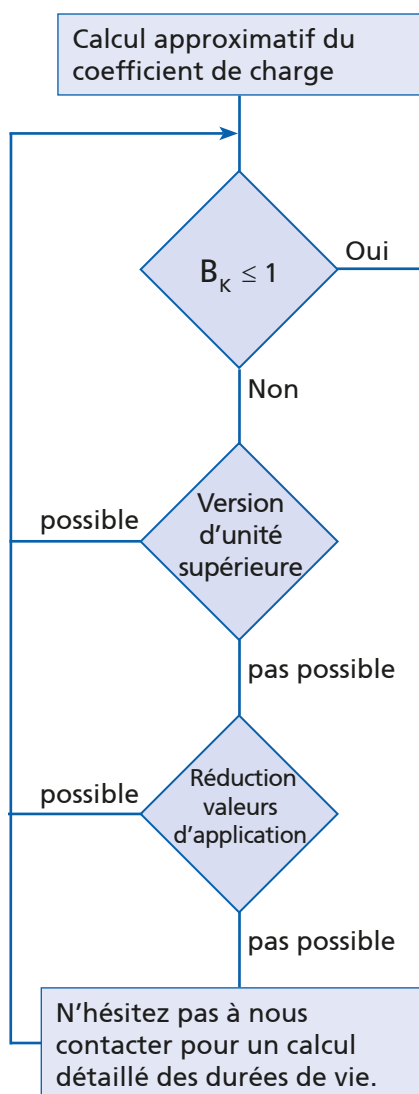 Calcul approximatif du
coefficient de charge
B_K ≤ 1
Oui
Non
Version
d’unité
supérieure
possible
pas possible
Réduction
valeurs
d’application
possible
pas possible
N’hésitez pas à nous
contacter pour un calcul
détaillé des durées de vie.